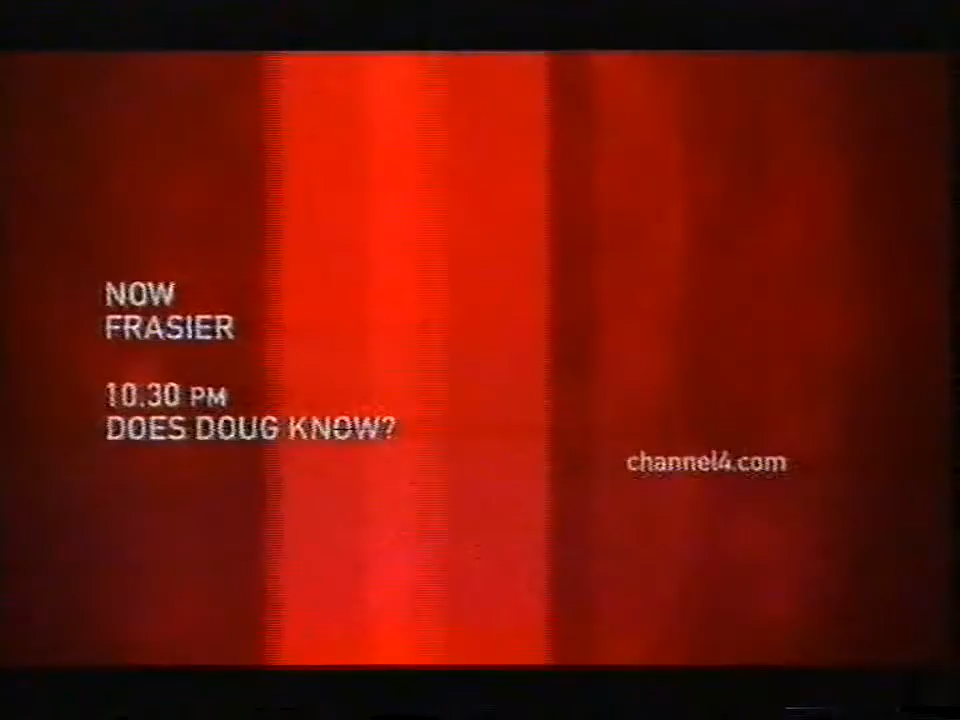 NOW
FRASIER
10.30 PM
DOES DOUG KNOW?
channel4.com